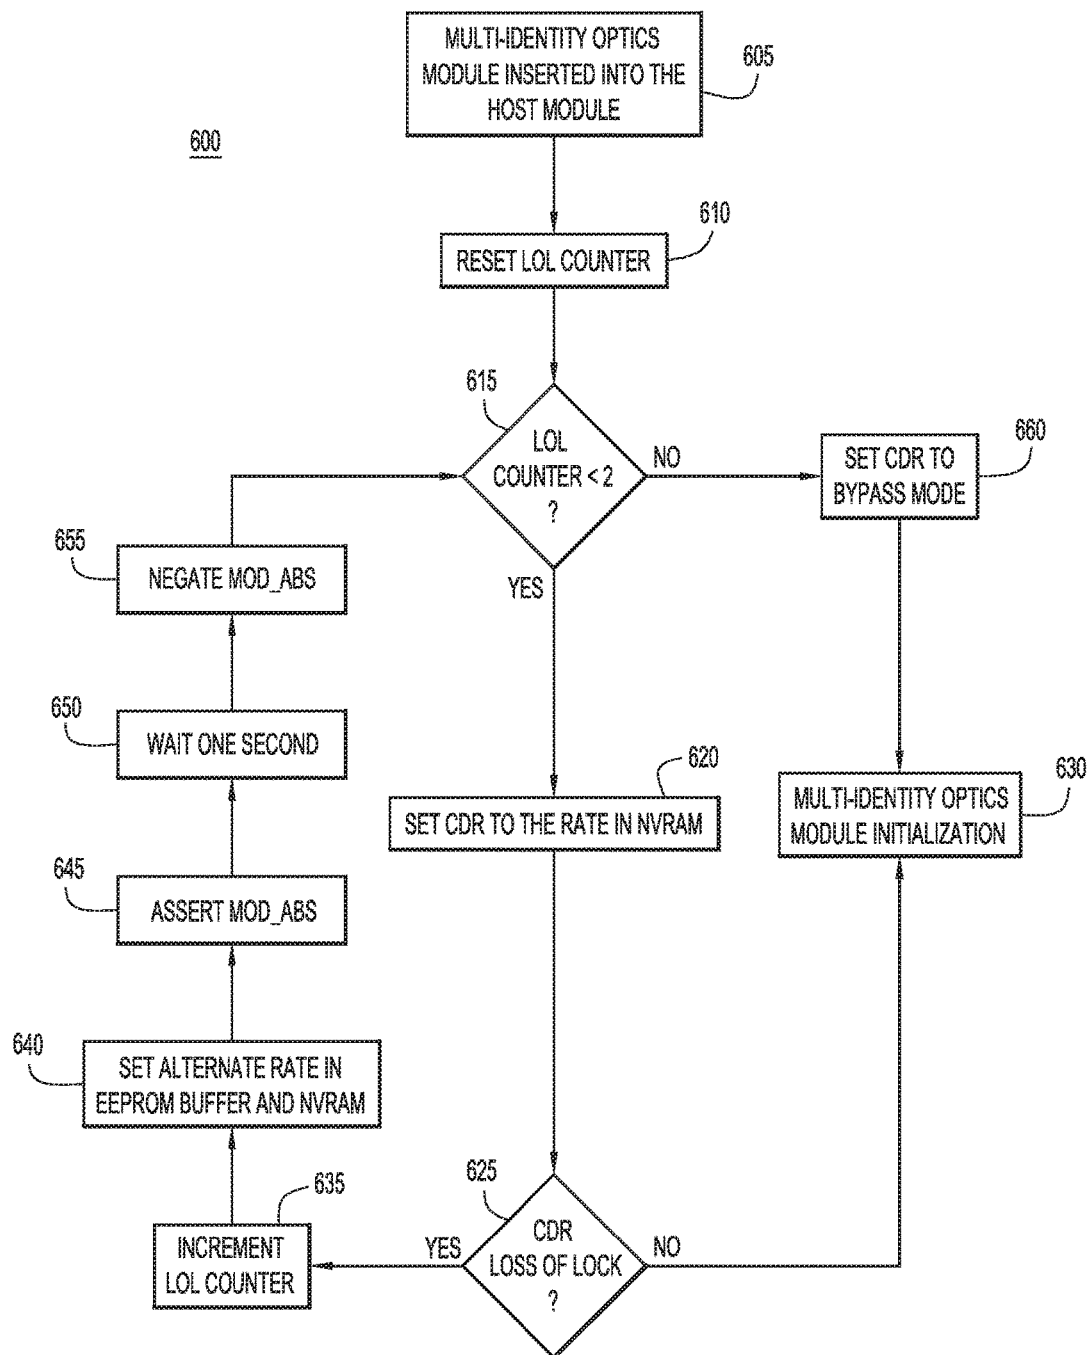 MULTI-IDENTITY OPTICS
MODULE INSERTED INTO THE
HOST MODULE
605
600
610
RESET LOL COUNTER
615
LOL
COUNTER < 2
?
NO
YES
660
SET CDR TO
BYPASS MODE
655
NEGATE MOD_ABS
650
WAIT ONE SECOND
620
SET CDR TO THE RATE IN NVRAM
630
MULTI-IDENTITY OPTICS
MODULE INITIALIZATION
645
ASSERT MOD_ABS
640
SET ALTERNATE RATE IN
EEPROM BUFFER AND NVRAM
635
INCREMENT
LOL COUNTER
625
YES
CDR
LOSS OF LOCK
?
NO